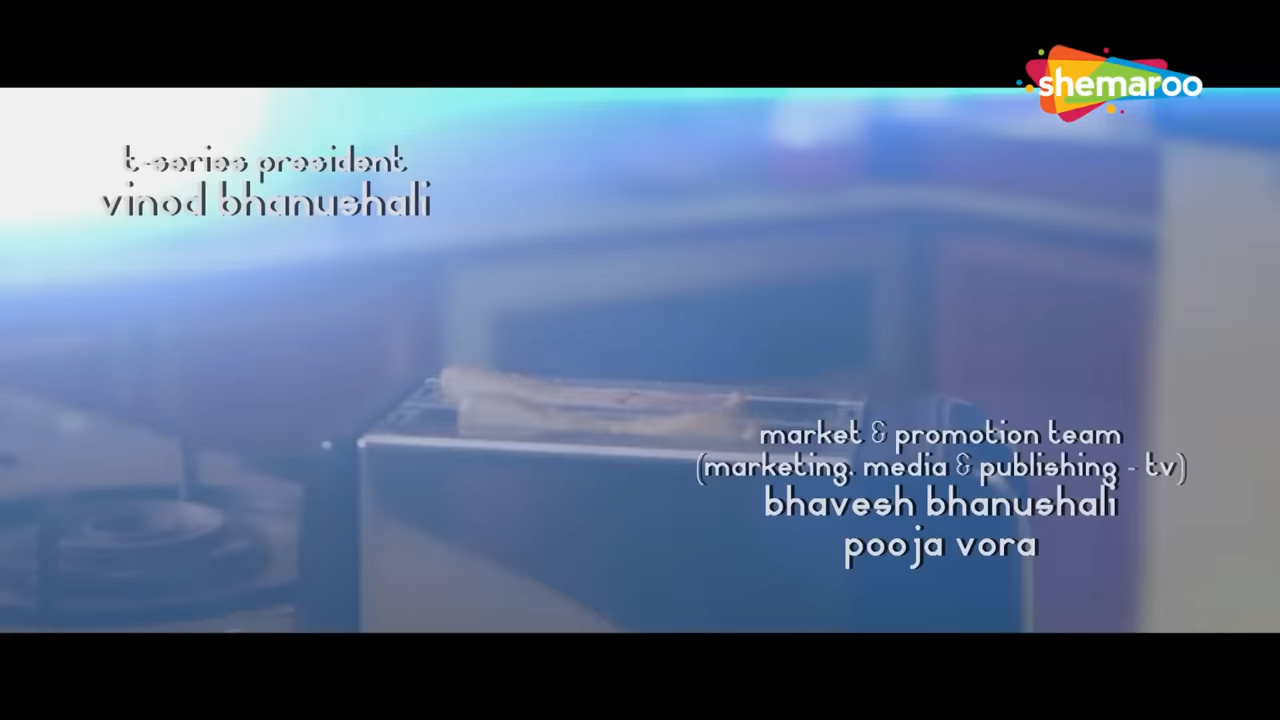 shemaroo
t-series president
vinod bhanushali
market & promotion team
(marketing, media & publishing - tv)
bhavesh bhanushali
pooja vora